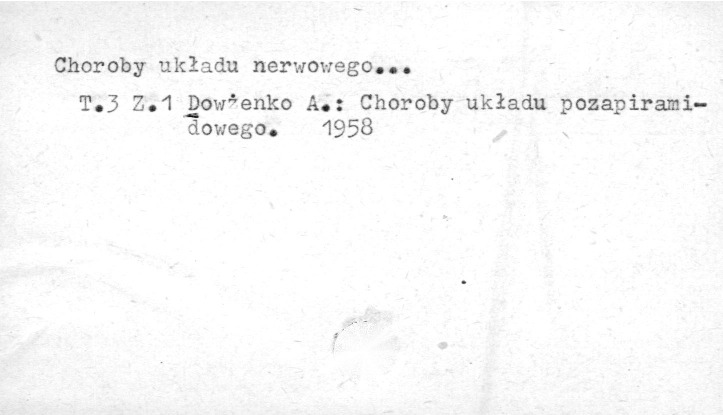 Choroby układu nerwowego...
T.3 Z.1 Dowżenko A.: Choroby układu pozapirami-
dowego. 1958